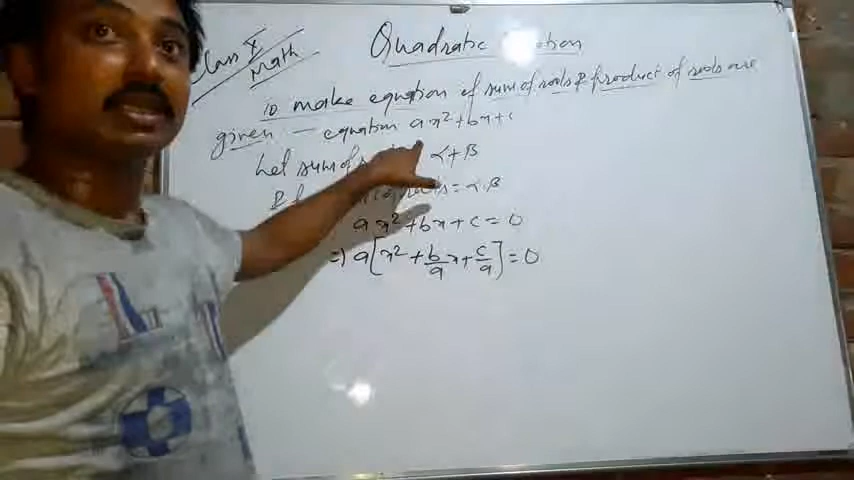 Class X
Math
Quadratic
to make equation of sum of roots & product of roots are
given — equation ax²+bx+c
Let sum of α+β
= α.β
ax²+bx+c = 0
=) a[x² + b/a x + c/a] = 0